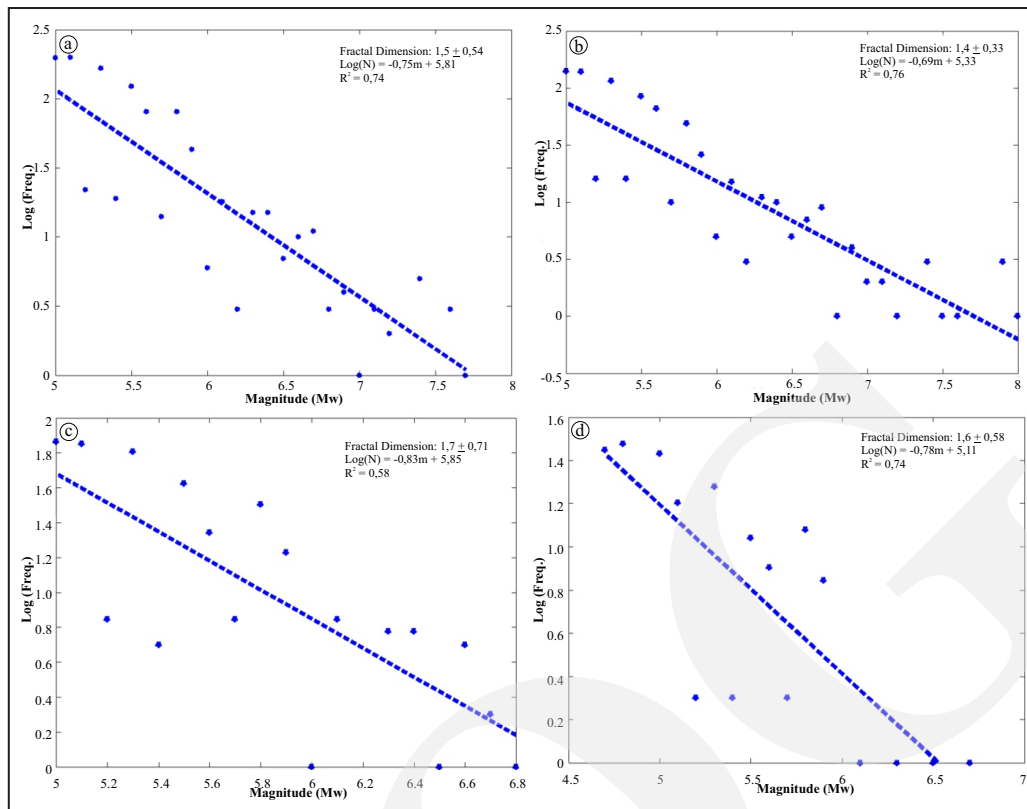 a
Fractal Dimension: 1,5 ± 0,54
Log(N) = -0,75m + 5,81
R² = 0,74
2.5
2
1.5
1
0.5
0
Log (Freq.)
5 5.5 6 6.5 7 7.5 8
Magnitude (Mw)
b
Fractal Dimension: 1,4 ± 0,33
Log(N) = -0,69m + 5,33
R² = 0,76
2.5
2
1.5
1
0.5
0
-0.5
Log (Freq.)
5 5.5 6 6.5 7 7.5 8
Magnitude (Mw)
c
Fractal Dimension: 1,7 ± 0,71
Log(N) = -0,83m + 5,85
R² = 0,58
2
1.8
1.6
1.4
1.2
1
0.8
0.6
0.4
0.2
0
Log (Freq.)
5 5.2 5.4 5.6 5.8 6 6.2 6.4 6.6 6.8
Magnitude (Mw)
d
Fractal Dimension: 1,6 ± 0,58
Log(N) = -0,78m + 5,11
R² = 0,74
1.6
1.4
1.2
1
0.8
0.6
0.4
0.2
0
Log (Freq.)
4.5 5 5.5 6 6.5 7
Magnitude (Mw)